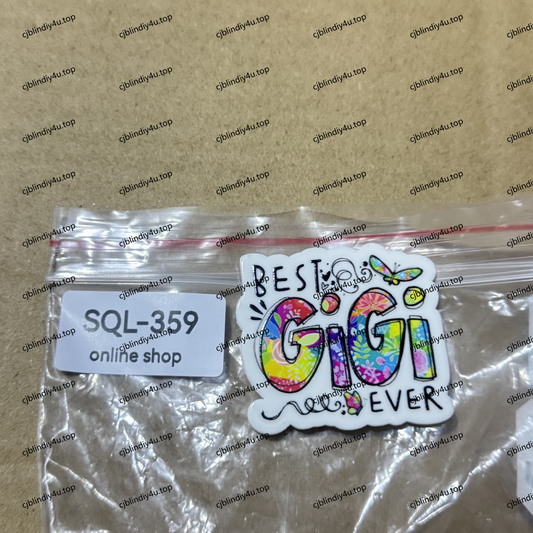 BEST
GiGi
EVER
SQL-359
online shop
cjblindiy4u.top